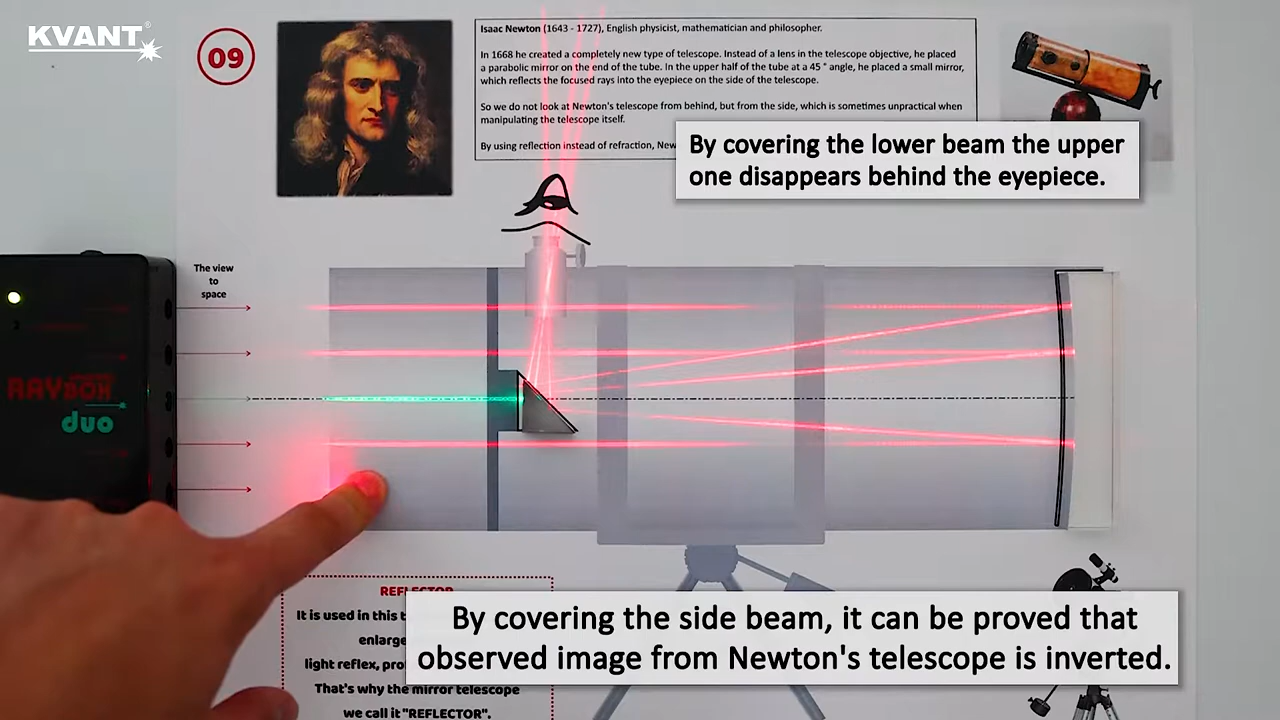 KVANT®
09
Isaac Newton (1643 - 1727), English physicist, mathematician and philosopher.
In 1668 he created a completely new type of telescope. Instead of a lens in the telescope objective, he placed
a parabolic mirror on the end of the tube. In the upper half of the tube at a 45 ° angle, he placed a small mirror,
which reflects the focused rays into the eyepiece on the side of the telescope.
So we do not look at Newton's telescope from behind, but from the side, which is sometimes unpractical when
manipulating the telescope itself.
By using reflection instead of refraction,
By covering the lower beam the upper
one disappears behind the eyepiece.
The view
to
space
RAYBOX
duo
REFLECTOR
It is used in this
light reflex,
That's why the mirror telescope
we call it "REFLECTOR".
By covering the side beam, it can be proved that
observed image from Newton's telescope is inverted.